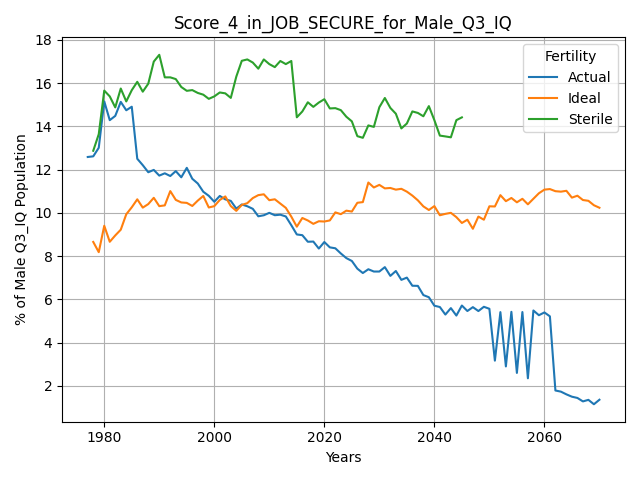 Score_4_in_JOB_SECURE_for_Male_Q3_IQ
% of Male Q3_IQ Population
18
16
14
12
10
8
6
4
2
1980
2000
2020
2040
2060
Years
Fertility
Actual
Ideal
Sterile